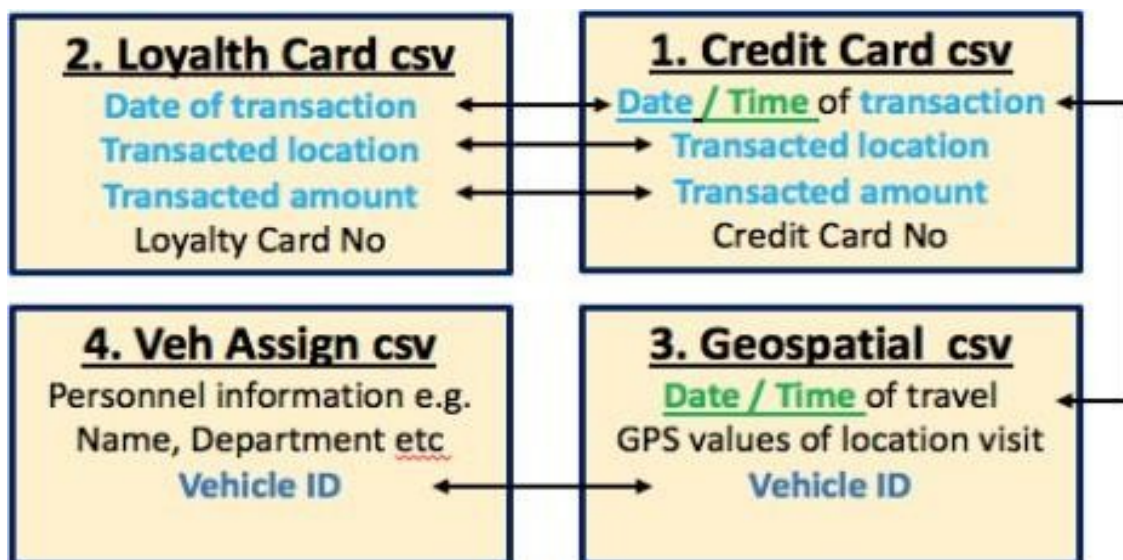 2. Loyalth Card csv
Date of transaction
Transacted location
Transacted amount
Loyalty Card No
1. Credit Card csv
Date / Time of transaction
Transacted location
Transacted amount
Credit Card No
4. Veh Assign csv
Personnel information e.g.
Name, Department etc
Vehicle ID
3. Geospatial csv
Date / Time of travel
GPS values of location visit
Vehicle ID